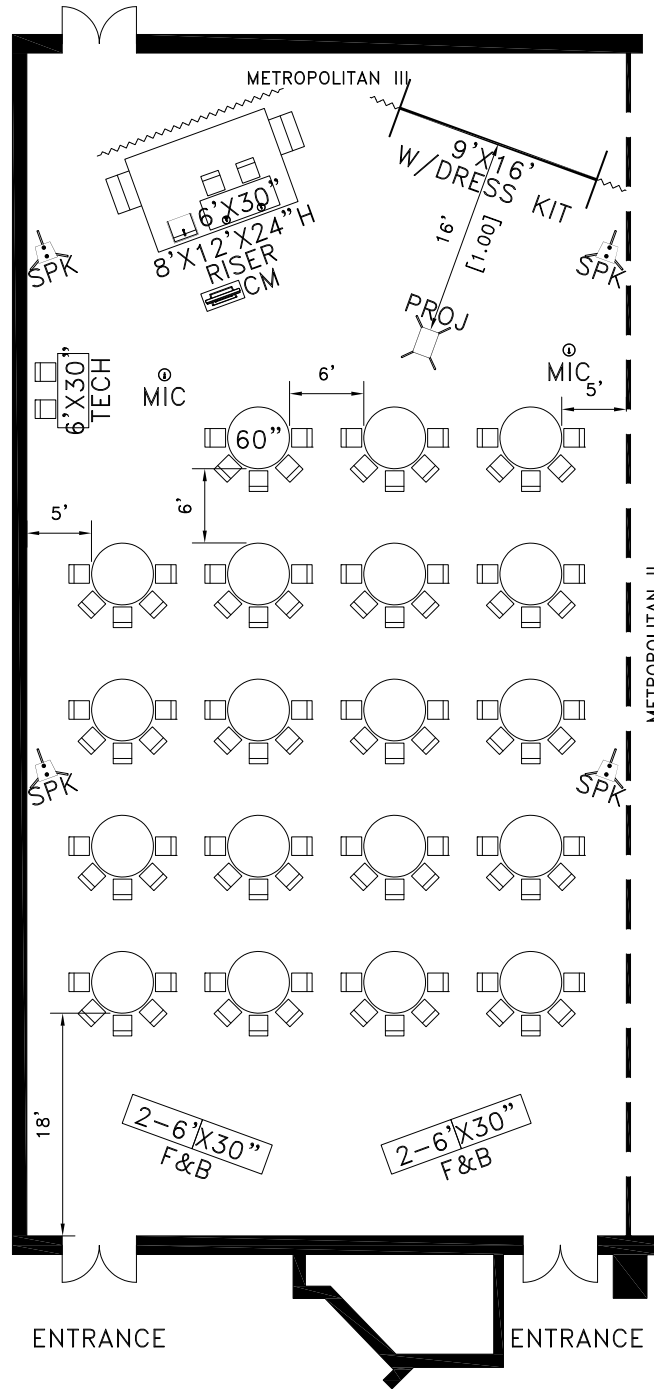 METROPOLITAN III
9'X16'
W/DRESS KIT
6'X30"
8'X12'X24"H
RISER
CM
16'
[1.00]
SPK
SPK
PROJ
6'X30"
TECH
MIC
MIC
6'
5'
60"
6'
5'
METROPOLITAN II
SPK
SPK
18'
2-6'X30"
F&B
2-6'X30"
F&B
ENTRANCE
ENTRANCE